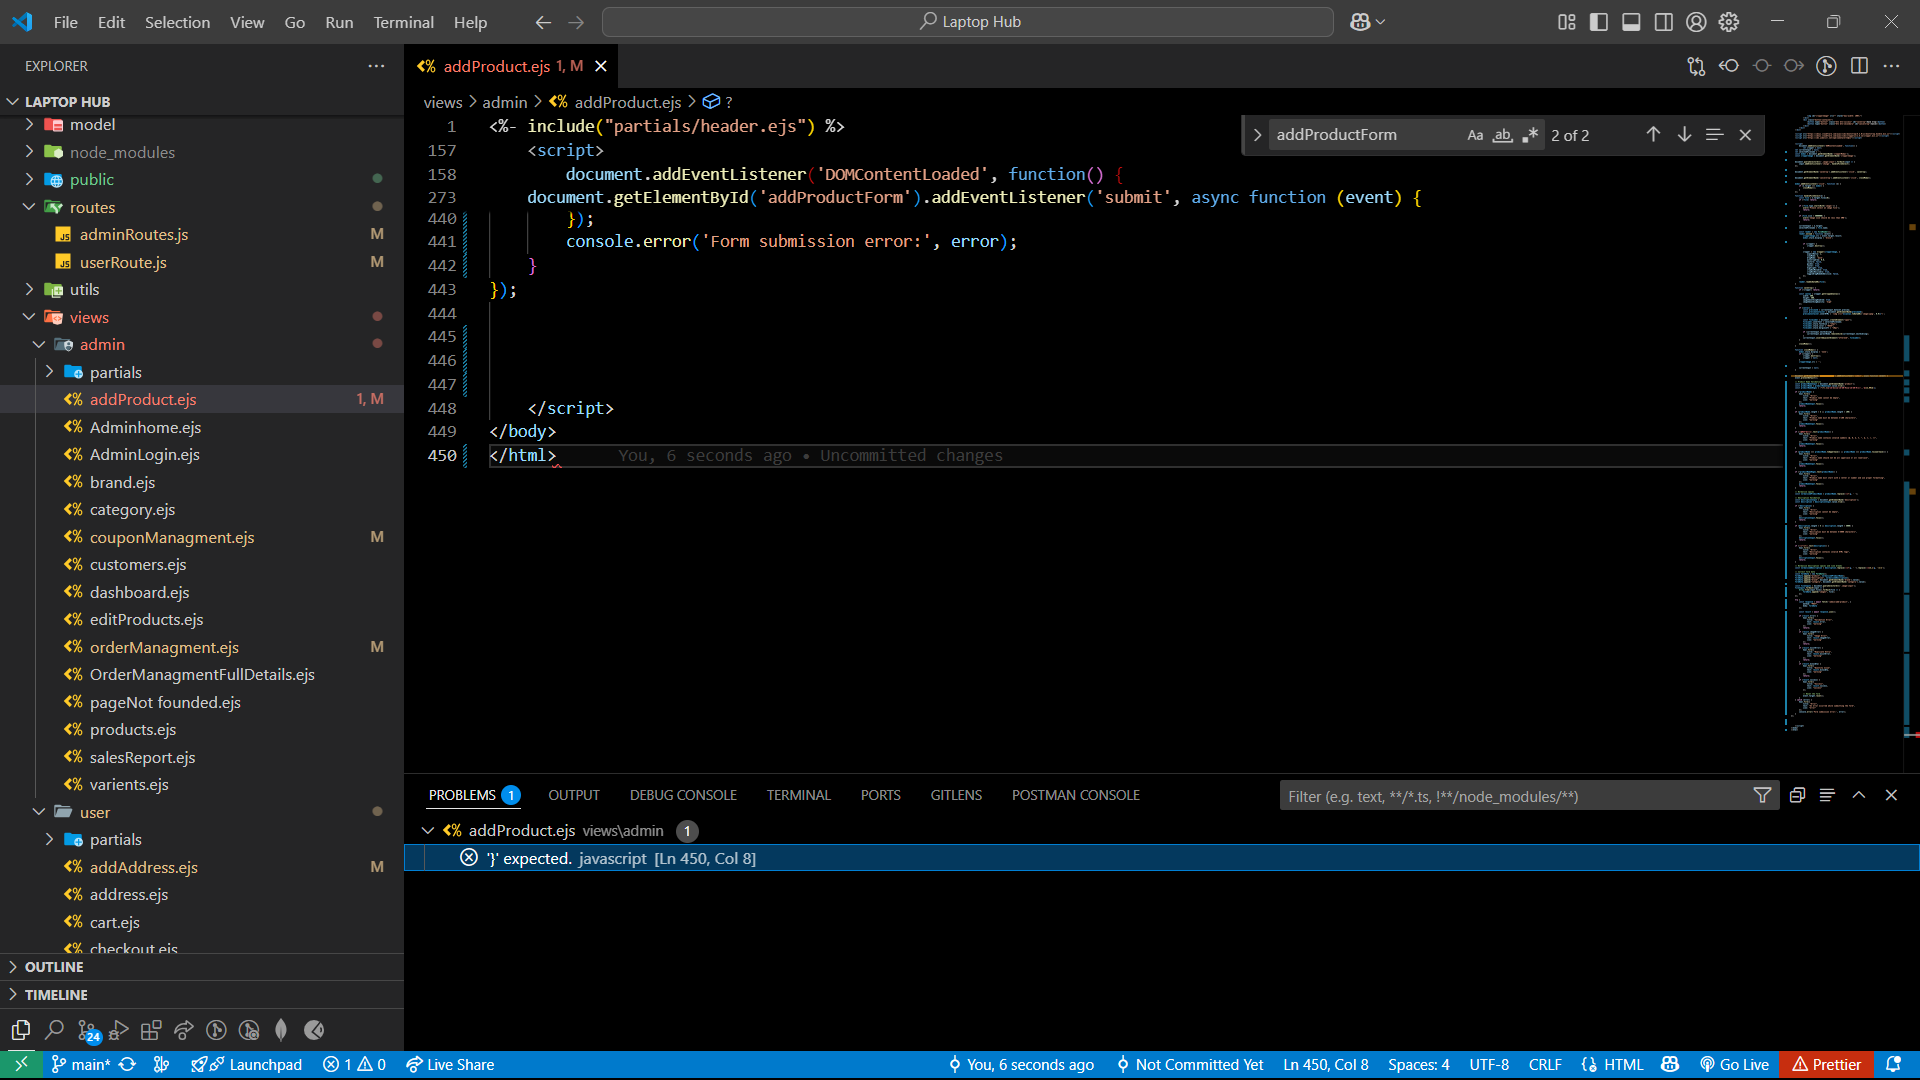 File Edit Selection View Go Run Terminal Help
Laptop Hub
EXPLORER
LAPTOP HUB
model
node_modules
public
routes
adminRoutes.js M
userRoute.js M
utils
views
admin
partials
addProduct.ejs 1, M
Adminhome.ejs
AdminLogin.ejs
brand.ejs
category.ejs
couponManagment.ejs M
customers.ejs
dashboard.ejs
editProducts.ejs
orderManagment.ejs M
OrderManagmentFullDetails.ejs
pageNot founded.ejs
products.ejs
salesReport.ejs
varients.ejs
user
partials
addAddress.ejs M
address.ejs
cart.ejs
checkout.ejs
OUTLINE
TIMELINE
24
addProduct.ejs 1, M
views > admin > addProduct.ejs > ?
addProductForm Aa ab 2 of 2
1 <%- include("partials/header.ejs") %>
157 <script>
158 document.addEventListener('DOMContentLoaded', function() {
273 document.getElementById('addProductForm').addEventListener('submit', async function (event) {
440 });
441 console.error('Form submission error:', error);
442 }
443 });
444
445
446
447
448 </script>
449 </body>
450 </html> You, 6 seconds ago • Uncommitted changes
PROBLEMS 1 OUTPUT DEBUG CONSOLE TERMINAL PORTS GITLENS POSTMAN CONSOLE
Filter (e.g. text, **/*.ts, !**/node_modules/**)
addProduct.ejs views\admin 1
'}' expected. javascript [Ln 450, Col 8]
main* Launchpad 1 0 Live Share
You, 6 seconds ago Not Committed Yet Ln 450, Col 8 Spaces: 4 UTF-8 CRLF HTML Go Live Prettier